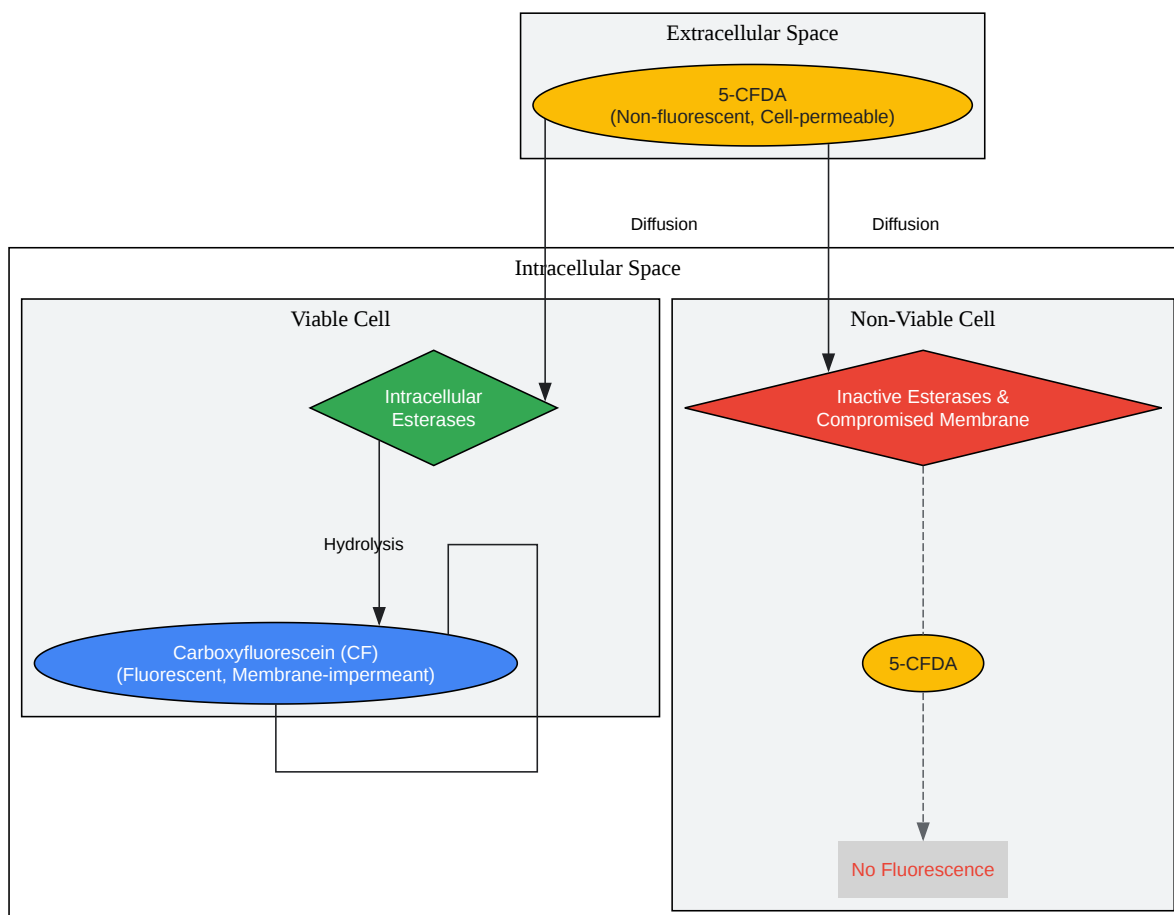 Extracellular Space
5-CFDA
(Non-fluorescent, Cell-permeable)
Diffusion
Diffusion
Intracellular Space
Viable Cell
Intracellular
Esterases
Hydrolysis
Carboxyfluorescein (CF)
(Fluorescent, Membrane-impermeant)
Non-Viable Cell
Inactive Esterases &
Compromised Membrane
5-CFDA
No Fluorescence